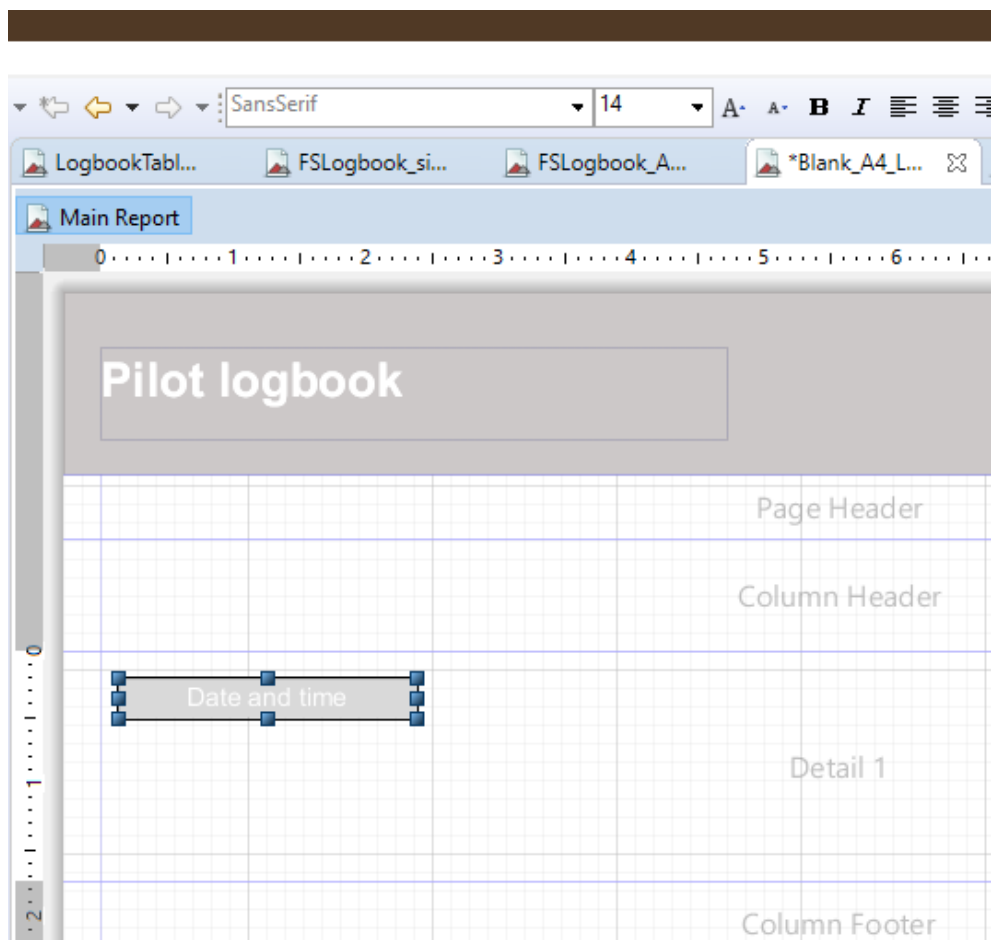 SansSerif 14 A A B I
LogbookTabl... FSLogbook_si... FSLogbook_A... *Blank_A4_L...
Main Report
0 1 2 3 4 5 6
Pilot logbook
Page Header
Column Header
0
Date and time
Detail 1
1
2
Column Footer